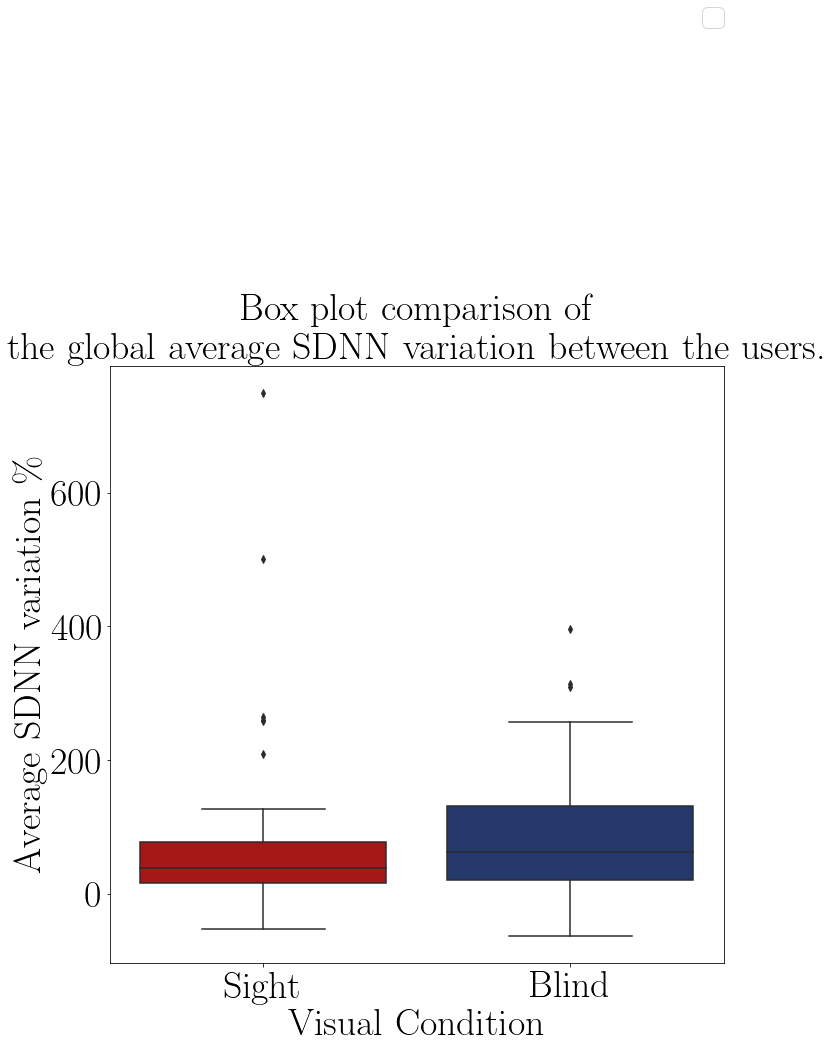 Box plot comparison of
the global average SDNN variation between the users.
Average SDNN variation %
600
400
200
0
Sight
Blind
Visual Condition